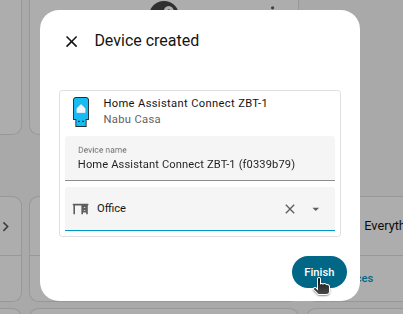 Device created
Home Assistant Connect ZBT-1
Nabu Casa
Device name
Home Assistant Connect ZBT-1 (f0339b79)
Office
Everyth
Finish
ces